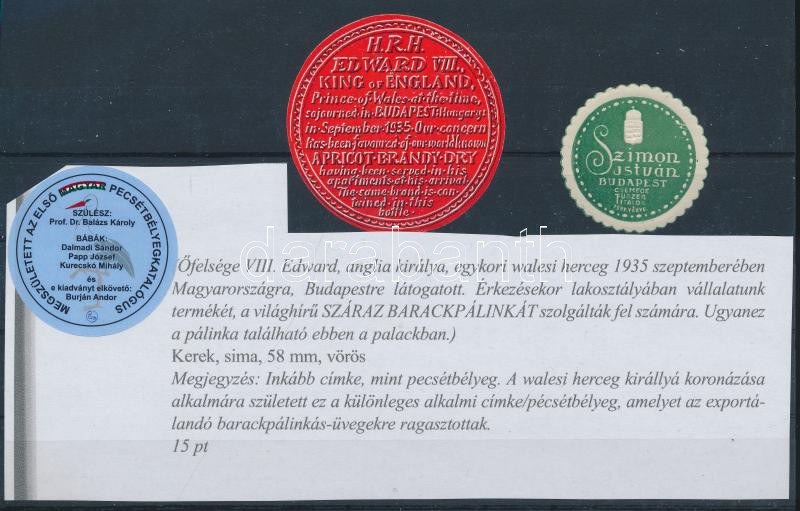 H.R.H.
EDWARD VIII.,
KING of ENGLAND,
Prince of Wales at the time,
sojourned in BUDAPEST (Hungary)
in September 1935. Our concern
has been favoured of our world known
APRICOT BRANDY DRY
having been served in his
apartments at his arrival.
The same brand is con-
tained in this
bottle.
Szimon
István
BUDAPEST
CSEMEGE
FŰSZER
ITALOK
MEGSZÜLETETT AZ ELSŐ MAGYAR PECSÉTBÉLYEGKATALÓGUS
SZÜLÉSZ:
Prof. Dr. Balázs Károly
BÁBÁK:
Dalmadi Sándor
Papp József
Kurecskó Mihály
és
e kiadványt elkövető:
Burján Andor
darabanth
(Őfelsége VIII. Edward, anglia királya, egykori walesi herceg 1935 szeptemberében
Magyarországra, Budapestre látogatott. Érkezésekor lakosztályában vállalatunk
termékét, a világhírű SZÁRAZ BARACKPÁLINKÁT szolgálták fel számára. Ugyanez
a pálinka található ebben a palackban.)
Kerek, sima, 58 mm, vörös
Megjegyzés: Inkább címke, mint pecsétbélyeg. A walesi herceg királlyá koronázása
alkalmára született ez a különleges alkalmi címke/pécsétbélyeg, amelyet az exportá-
landó barackpálinkás-üvegekre ragasztottak.
15 pt